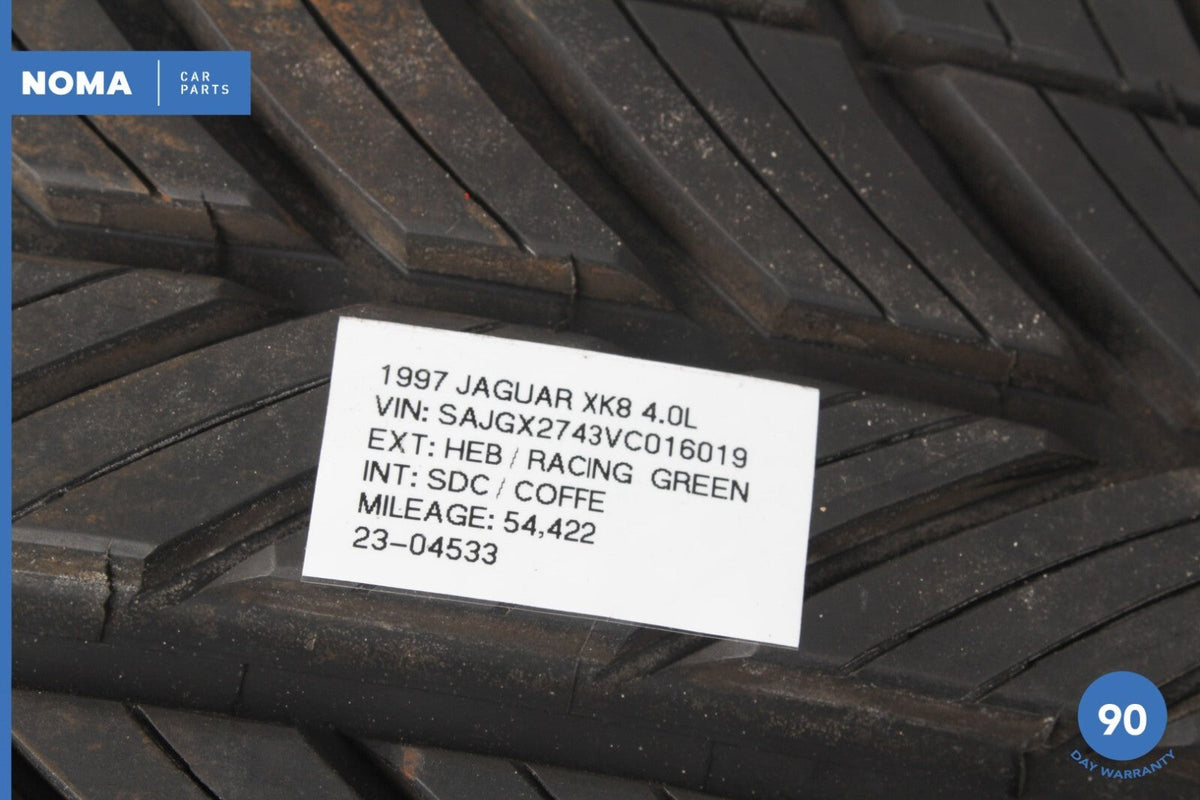 NOMA
CAR
PARTS
1997 JAGUAR XK8 4.0L
VIN: SAJGX2743VC016019
EXT: HEB / RACING GREEN
INT: SDC / COFFE
MILEAGE: 54,422
23-04533
90
DAY WARRANTY